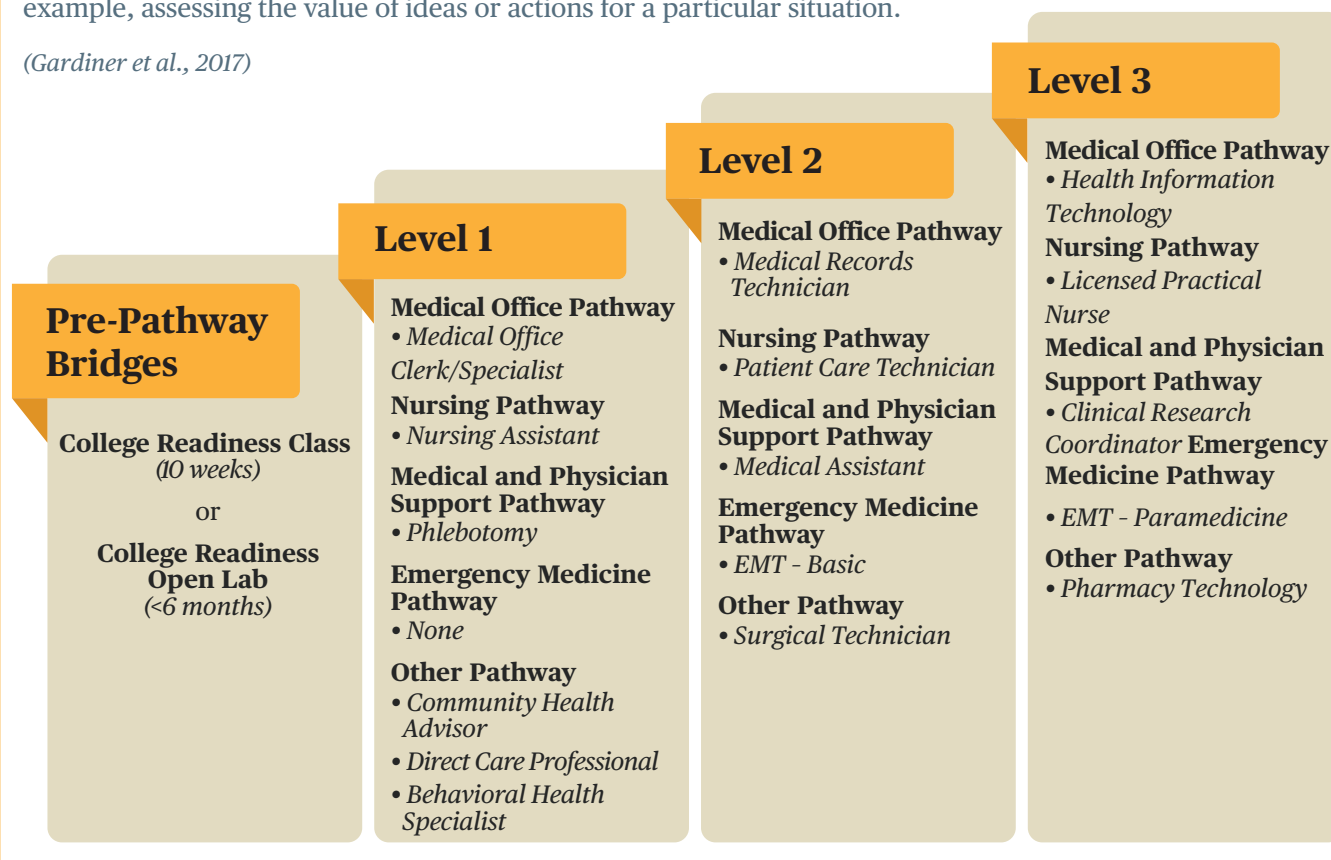 example, assessing the value of ideas or actions for a particular situation.
(Gardiner et al., 2017)
Pre-Pathway
Bridges
College Readiness Class
(10 weeks)
or
College Readiness
Open Lab
(<6 months)
Level 1
Medical Office Pathway
• Medical Office
Clerk/Specialist
Nursing Pathway
• Nursing Assistant
Medical and Physician
Support Pathway
• Phlebotomy
Emergency Medicine
Pathway
• None
Other Pathway
• Community Health
Advisor
• Direct Care Professional
• Behavioral Health
Specialist
Level 2
Medical Office Pathway
• Medical Records
Technician
Nursing Pathway
• Patient Care Technician
Medical and Physician
Support Pathway
• Medical Assistant
Emergency Medicine
Pathway
• EMT – Basic
Other Pathway
• Surgical Technician
Level 3
Medical Office Pathway
• Health Information
Technology
Nursing Pathway
• Licensed Practical
Nurse
Medical and Physician
Support Pathway
• Clinical Research
Coordinator Emergency
Medicine Pathway
• EMT – Paramedicine
Other Pathway
• Pharmacy Technology